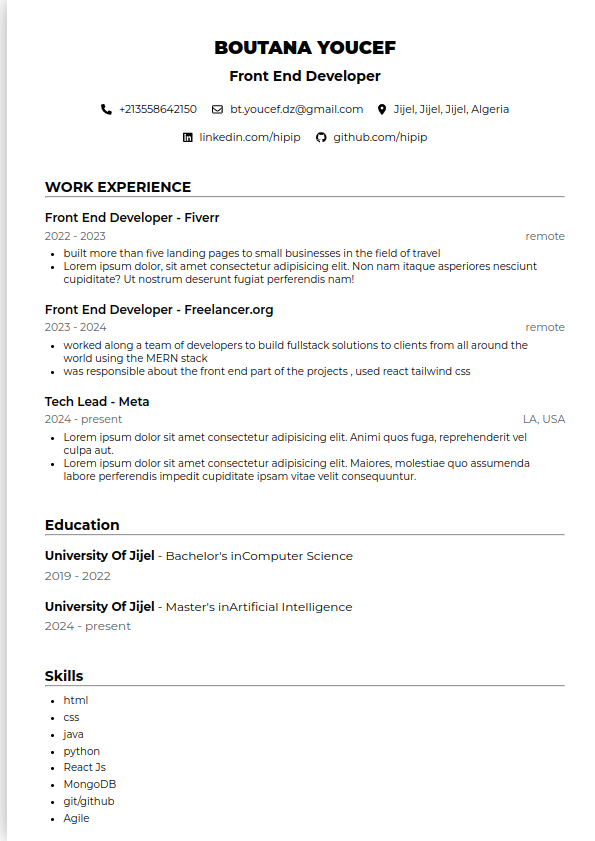 BOUTANA YOUCEF
Front End Developer
+213558642150 bt.youcef.dz@gmail.com Jijel, Jijel, Jijel, Algeria
linkedin.com/hipip github.com/hipip
WORK EXPERIENCE
Front End Developer - Fiverr
2022 - 2023 remote
• built more than five landing pages to small businesses in the field of travel
• Lorem ipsum dolor, sit amet consectetur adipisicing elit. Non nam itaque asperiores nesciunt
cupiditate? Ut nostrum deserunt fugiat perferendis nam!
Front End Developer - Freelancer.org
2023 - 2024 remote
• worked along a team of developers to build fullstack solutions to clients from all around the
world using the MERN stack
• was responsible about the front end part of the projects , used react tailwind css
Tech Lead - Meta
2024 - present LA, USA
• Lorem ipsum dolor sit amet consectetur adipisicing elit. Animi quos fuga, reprehenderit vel
culpa aut.
• Lorem ipsum dolor sit amet consectetur adipisicing elit. Maiores, molestiae quo assumenda
labore perferendis impedit cupiditate ipsam vitae velit consequuntur.
Education
University Of Jijel - Bachelor's inComputer Science
2019 - 2022
University Of Jijel - Master's inArtificial Intelligence
2024 - present
Skills
• html
• css
• java
• python
• React Js
• MongoDB
• git/github
• Agile